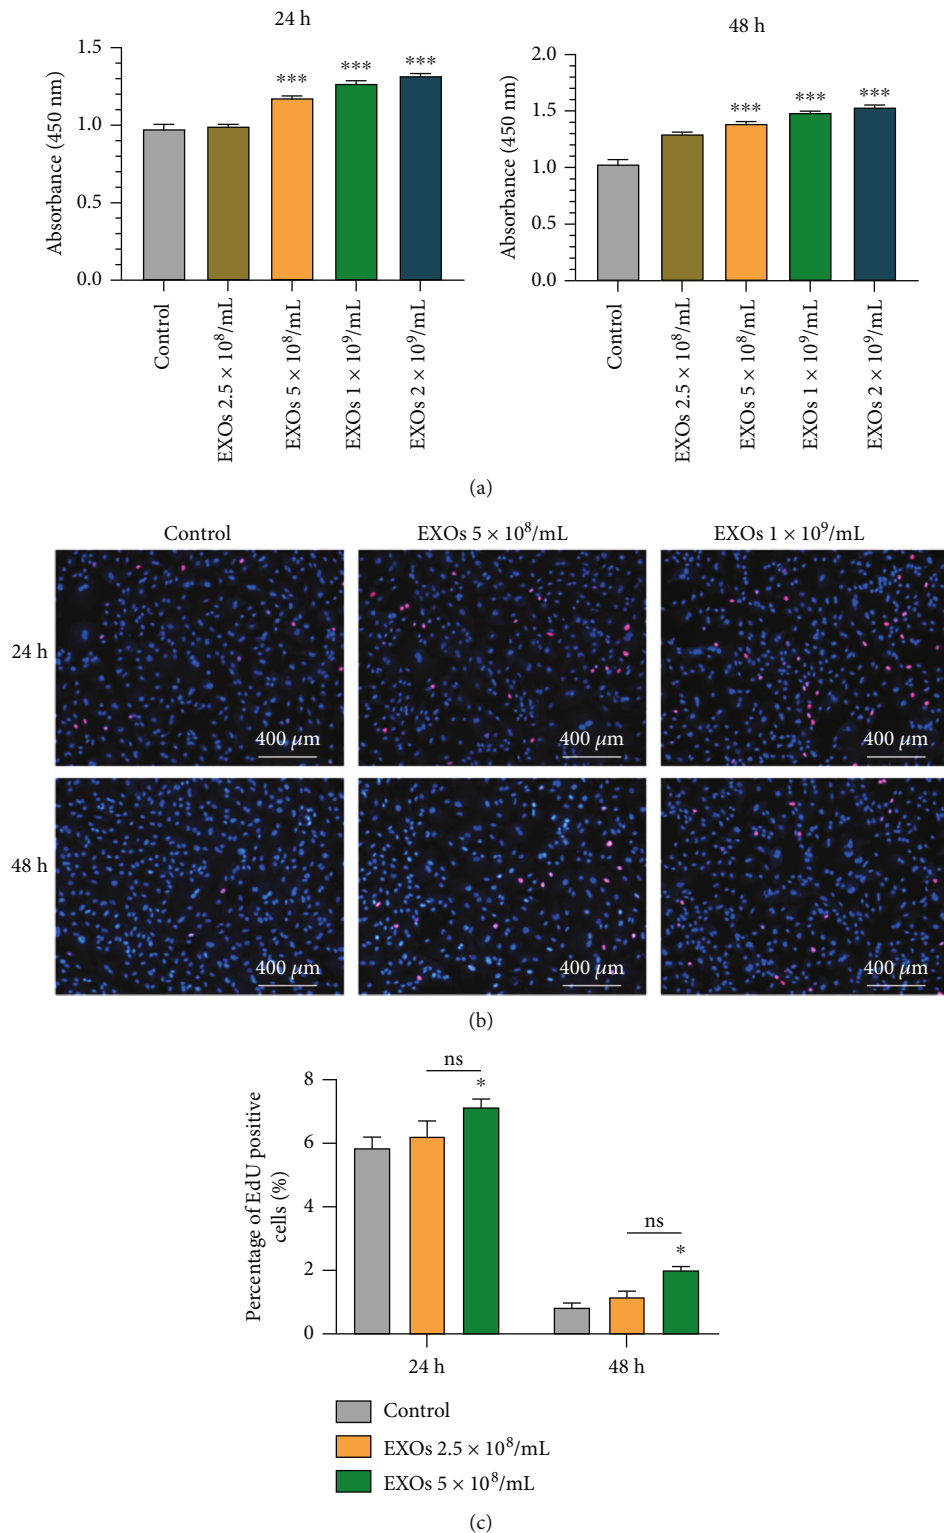 24 h
Absorbance (450 nm)
1.5
1.0
0.5
0.0
***
***
***
Control
EXOs 2.5 × 10⁸/mL
EXOs 5 × 10⁸/mL
EXOs 1 × 10⁹/mL
EXOs 2 × 10⁹/mL
48 h
Absorbance (450 nm)
2.0
1.5
1.0
0.5
0.0
***
***
***
Control
EXOs 2.5 × 10⁸/mL
EXOs 5 × 10⁸/mL
EXOs 1 × 10⁹/mL
EXOs 2 × 10⁹/mL
(a)
Control
EXOs 5 × 10⁸/mL
EXOs 1 × 10⁹/mL
24 h
400 µm
400 µm
400 µm
48 h
400 µm
400 µm
400 µm
(b)
Percentage of EdU positive
cells (%)
8
6
4
2
0
ns
*
ns
*
24 h
48 h
Control
EXOs 2.5 × 10⁸/mL
EXOs 5 × 10⁸/mL
(c)